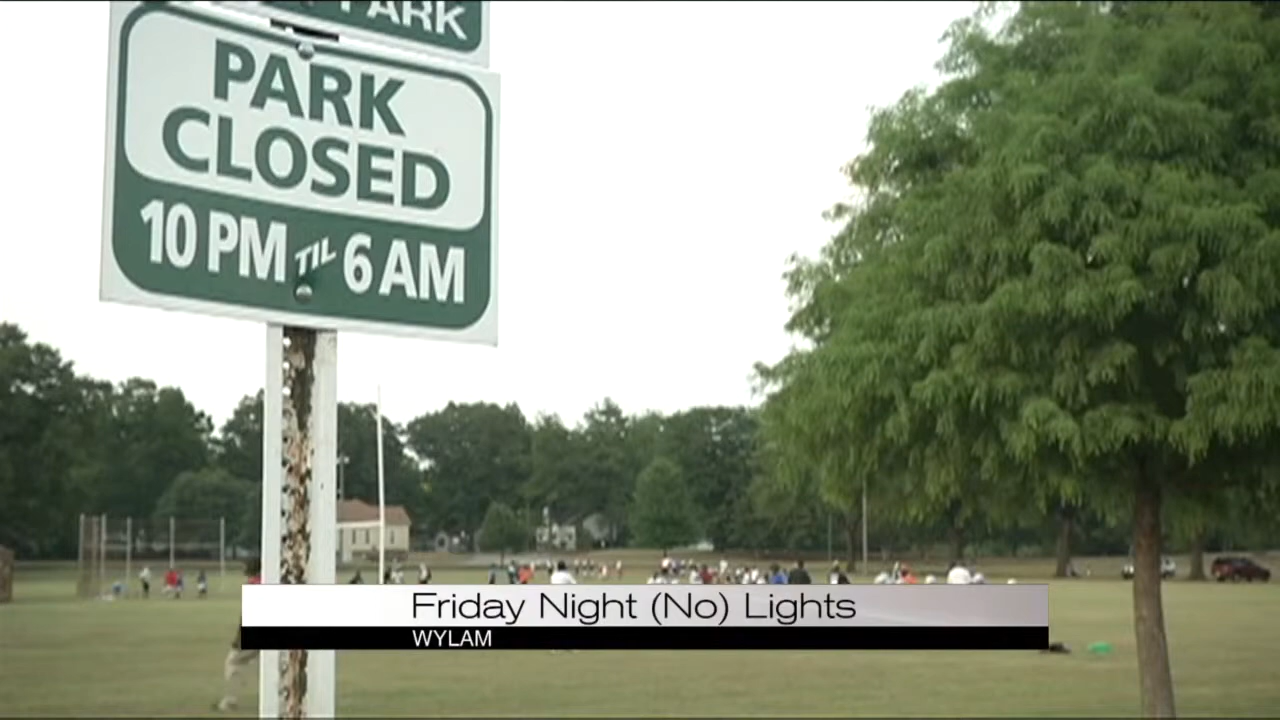 PARK
PARK
CLOSED
10 PM TIL 6 AM
Friday Night (No) Lights
WYLAM